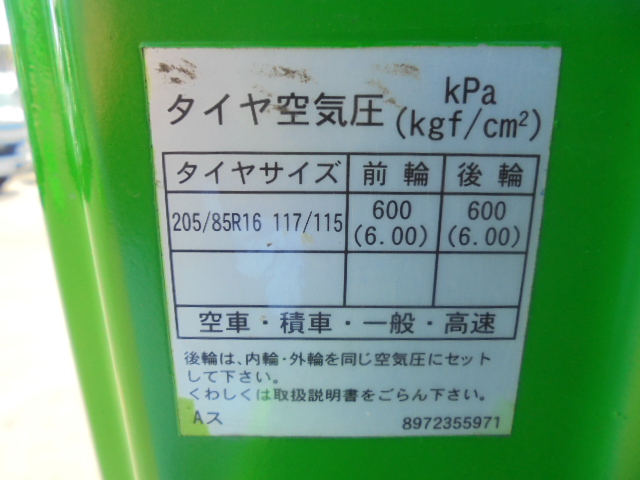 タイヤ空気圧 kPa
(kgf/cm²)
タイヤサイズ 前輪 後輪
205/85R16 117/115 600 600
(6.00) (6.00)
空車・積車・一般・高速
後輪は、内輪・外輪を同じ空気圧にセット
して下さい。
くわしくは取扱説明書をごらん下さい。
Aス 8972355971